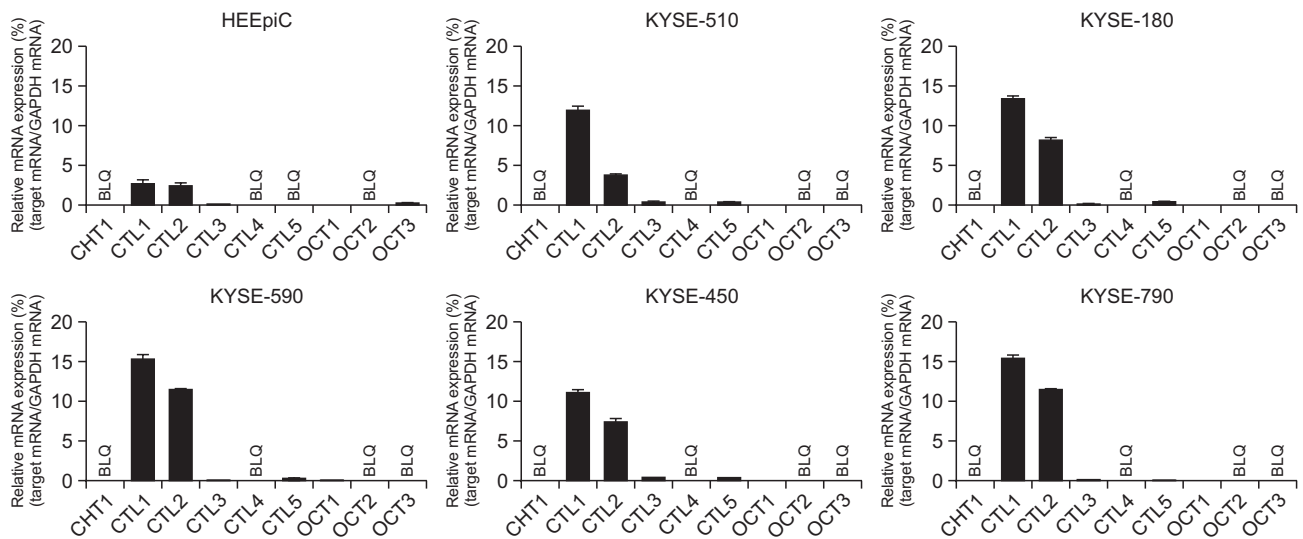 HEEpiC
Relative mRNA expression (%)
(target mRNA/GAPDH mRNA)
20
15
10
5
0
BLQ
BLQ
BLQ
BLQ
CHT1
CTL1
CTL2
CTL3
CTL4
CTL5
OCT1
OCT2
OCT3
KYSE-510
Relative mRNA expression (%)
(target mRNA/GAPDH mRNA)
20
15
10
5
0
BLQ
BLQ
BLQ
BLQ
CHT1
CTL1
CTL2
CTL3
CTL4
CTL5
OCT1
OCT2
OCT3
KYSE-180
Relative mRNA expression (%)
(target mRNA/GAPDH mRNA)
20
15
10
5
0
BLQ
BLQ
BLQ
BLQ
CHT1
CTL1
CTL2
CTL3
CTL4
CTL5
OCT1
OCT2
OCT3
KYSE-590
Relative mRNA expression (%)
(target mRNA/GAPDH mRNA)
20
15
10
5
0
BLQ
BLQ
BLQ
BLQ
CHT1
CTL1
CTL2
CTL3
CTL4
CTL5
OCT1
OCT2
OCT3
KYSE-450
Relative mRNA expression (%)
(target mRNA/GAPDH mRNA)
20
15
10
5
0
BLQ
BLQ
BLQ
BLQ
CHT1
CTL1
CTL2
CTL3
CTL4
CTL5
OCT1
OCT2
OCT3
KYSE-790
Relative mRNA expression (%)
(target mRNA/GAPDH mRNA)
20
15
10
5
0
BLQ
BLQ
BLQ
BLQ
CHT1
CTL1
CTL2
CTL3
CTL4
CTL5
OCT1
OCT2
OCT3